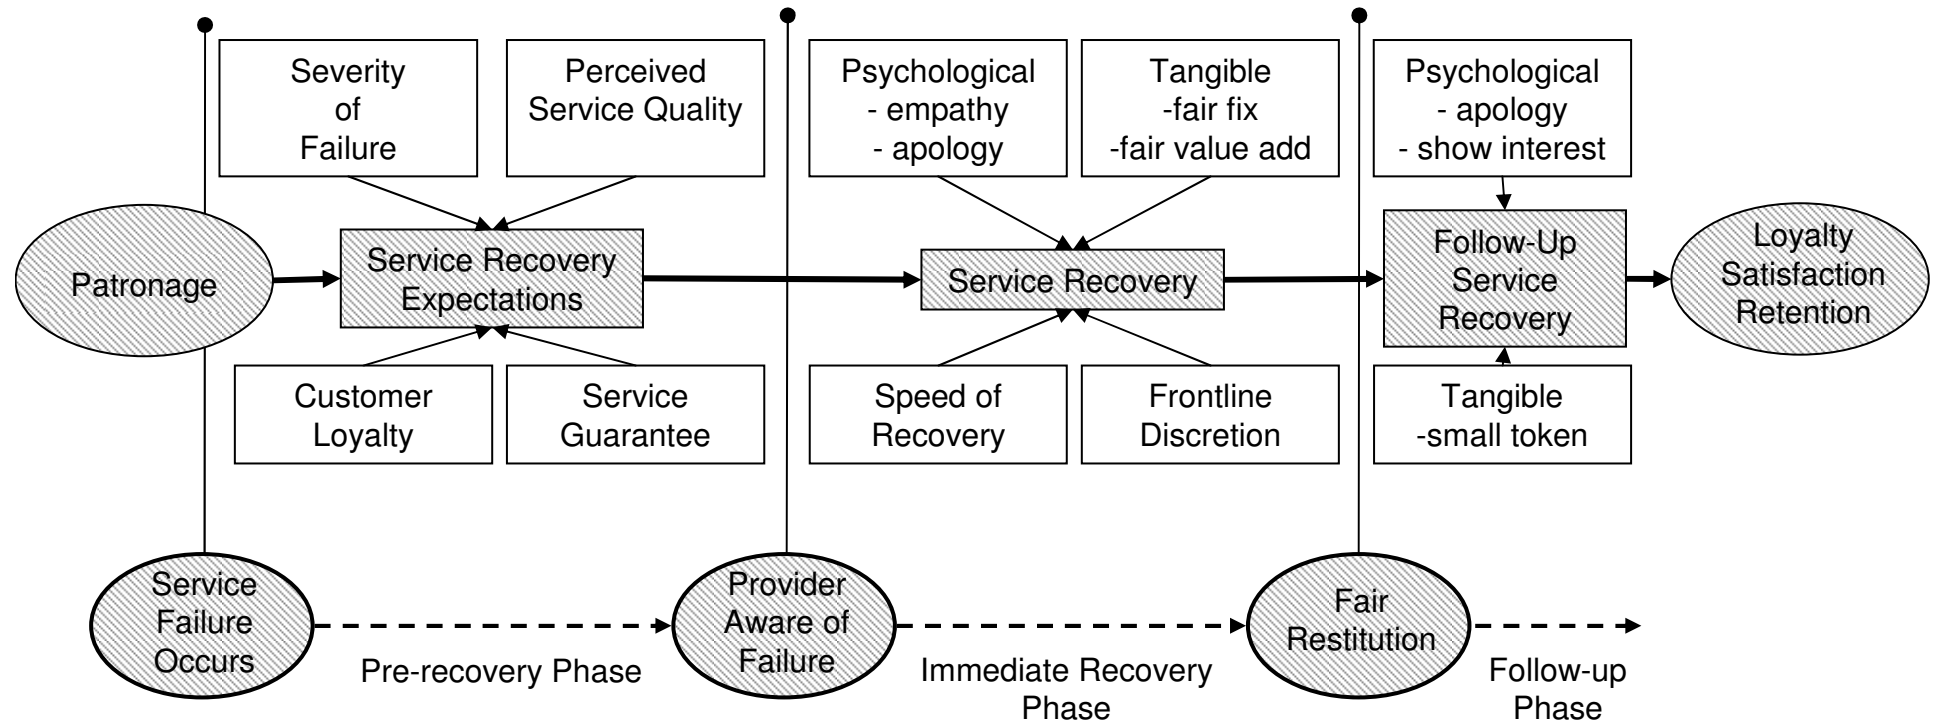 Severity
of
Failure
Perceived
Service Quality
Psychological
- empathy
- apology
Tangible
-fair fix
-fair value add
Psychological
- apology
- show interest
Patronage
Service Recovery
Expectations
Service Recovery
Follow-Up
Service
Recovery
Loyalty
Satisfaction
Retention
Customer
Loyalty
Service
Guarantee
Speed of
Recovery
Frontline
Discretion
Tangible
-small token
Service
Failure
Occurs
Pre-recovery Phase
Provider
Aware of
Failure
Immediate Recovery
Phase
Fair
Restitution
Follow-up
Phase